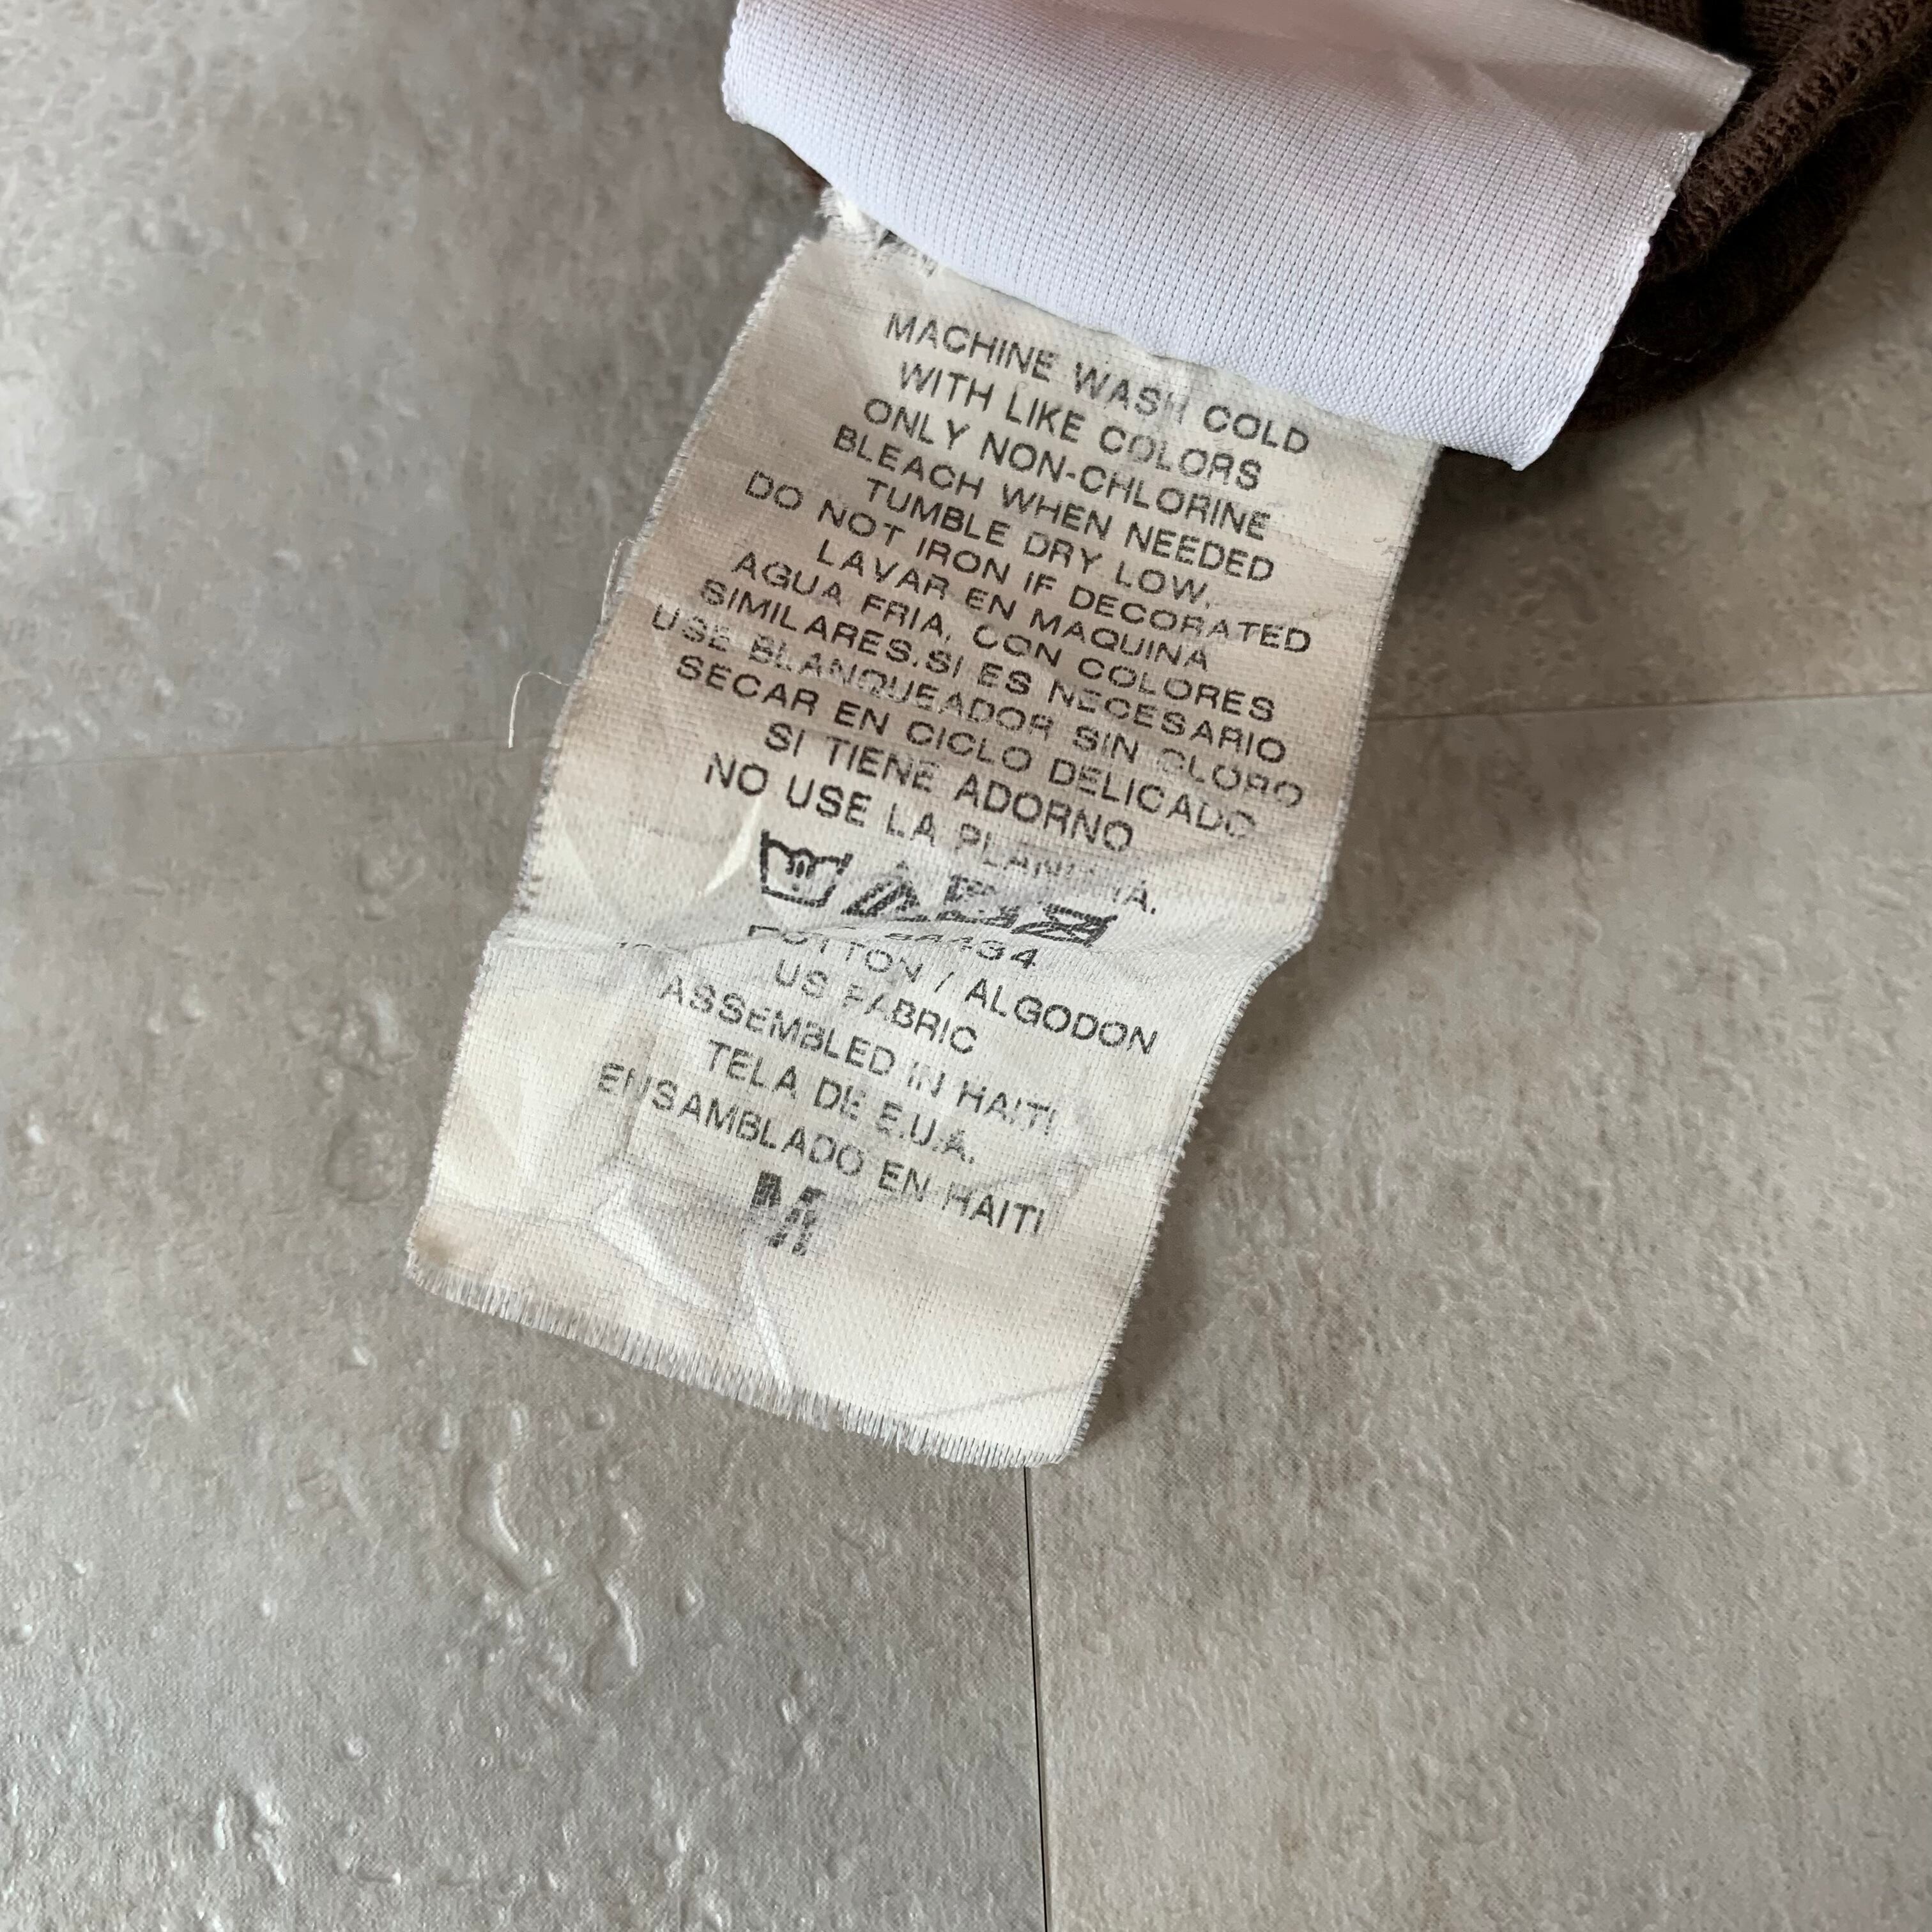 MACHINE WASH COLD
WITH LIKE COLORS
ONLY NON-CHLORINE
BLEACH WHEN NEEDED
TUMBLE DRY LOW.
DO NOT IRON IF DECORATED
LAVAR EN MAQUINA
AGUA FRIA, CON COLORES
SIMILARES.SI ES NECESARIO
USE BLANQUEADOR SIN CLORO
SECAR EN CICLO DELICADO
SI TIENE ADORNO
NO USE LA PLANCHA.
COTTON / ALGODON
US FABRIC
ASSEMBLED IN HAITI
TELA DE E.U.A.
ENSAMBLADO EN HAITI
M